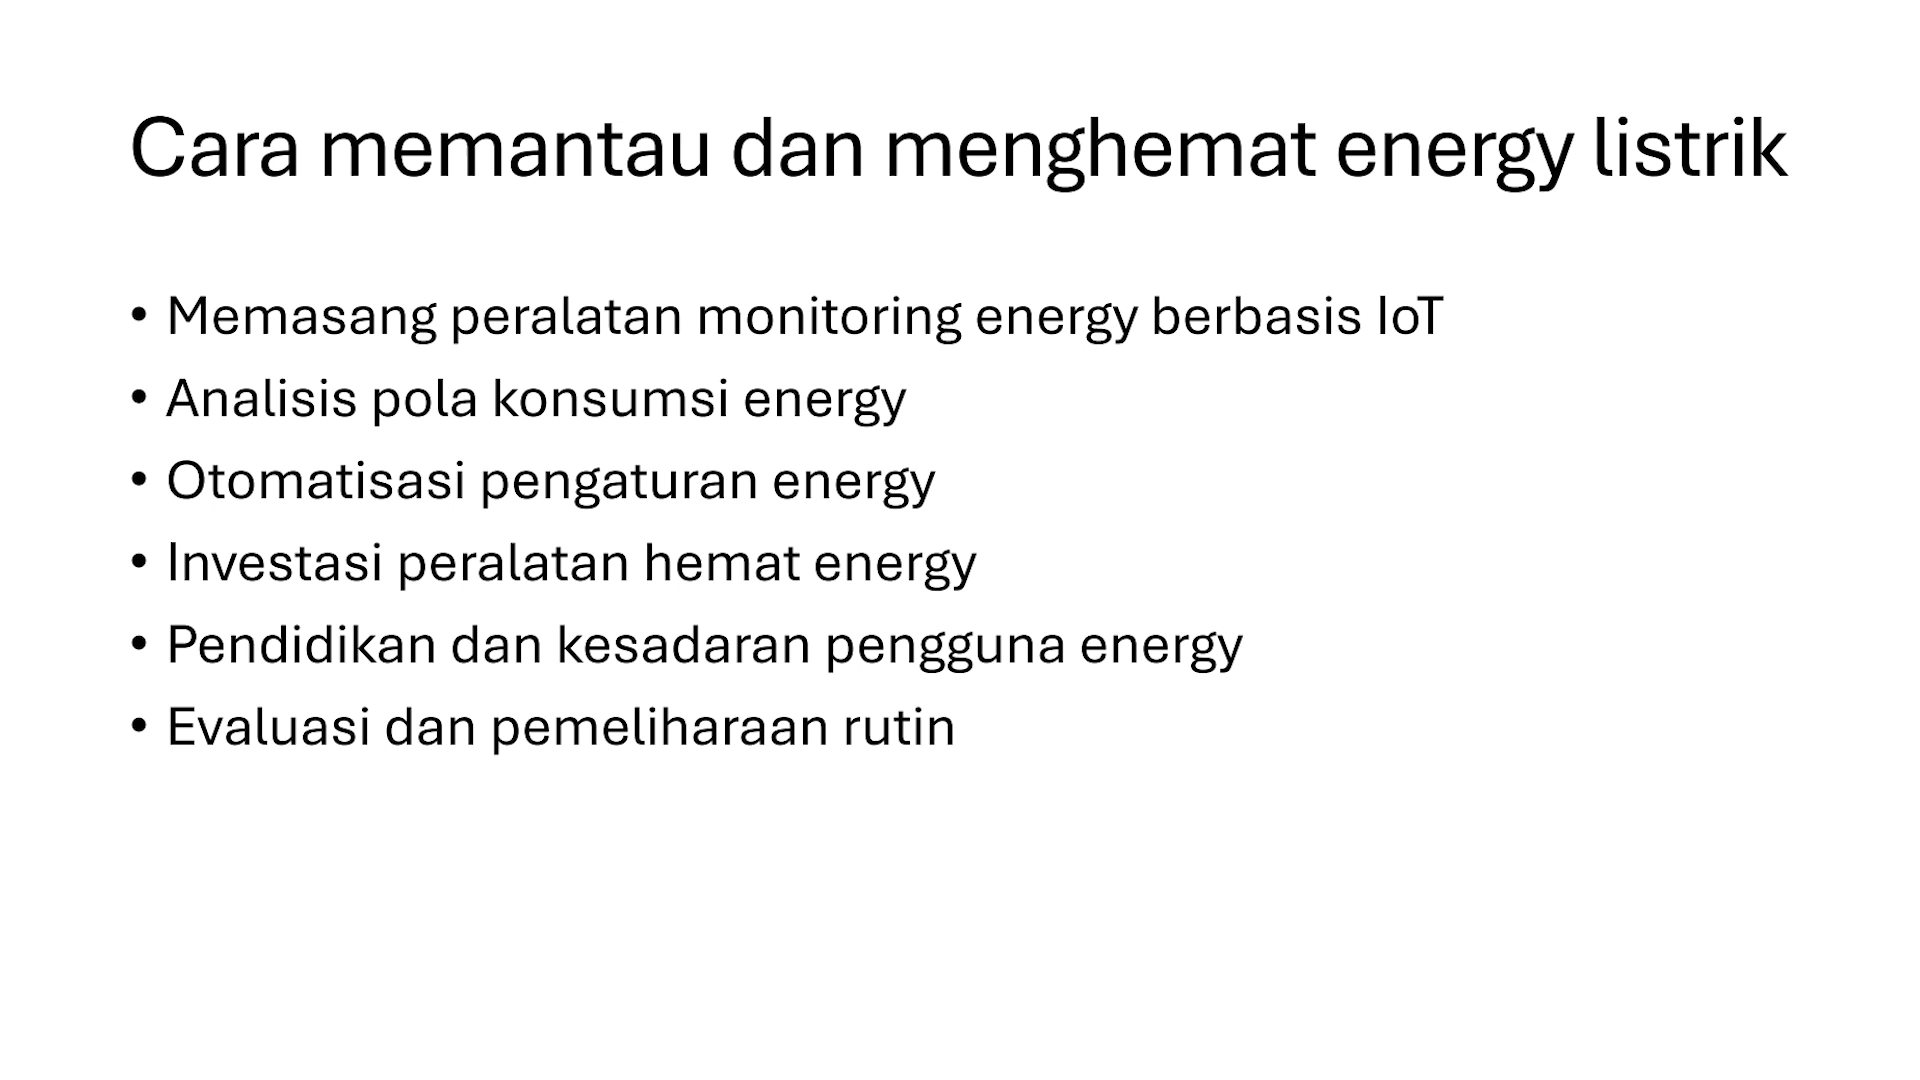 Cara memantau dan menghemat energy listrik
• Memasang peralatan monitoring energy berbasis IoT
• Analisis pola konsumsi energy
• Otomatisasi pengaturan energy
• Investasi peralatan hemat energy
• Pendidikan dan kesadaran pengguna energy
• Evaluasi dan pemeliharaan rutin